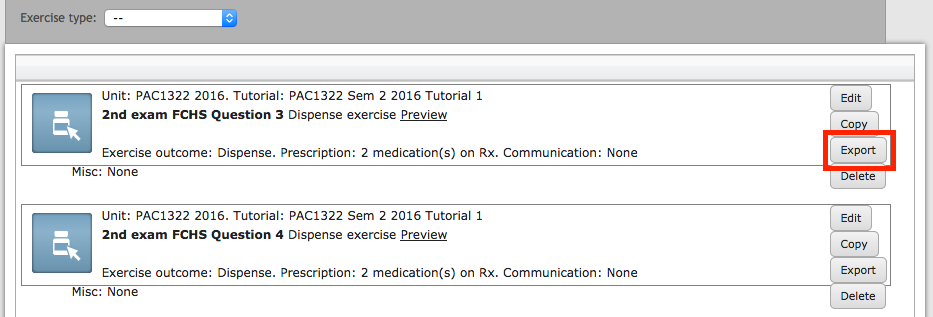 Exercise type: --
Unit: PAC1322 2016. Tutorial: PAC1322 Sem 2 2016 Tutorial 1
Edit
2nd exam FCHS Question 3 Dispense exercise Preview
Copy
Exercise outcome: Dispense. Prescription: 2 medication(s) on Rx. Communication: None
Export
Misc: None
Delete
Unit: PAC1322 2016. Tutorial: PAC1322 Sem 2 2016 Tutorial 1
Edit
2nd exam FCHS Question 4 Dispense exercise Preview
Copy
Exercise outcome: Dispense. Prescription: 2 medication(s) on Rx. Communication: None
Export
Misc: None
Delete